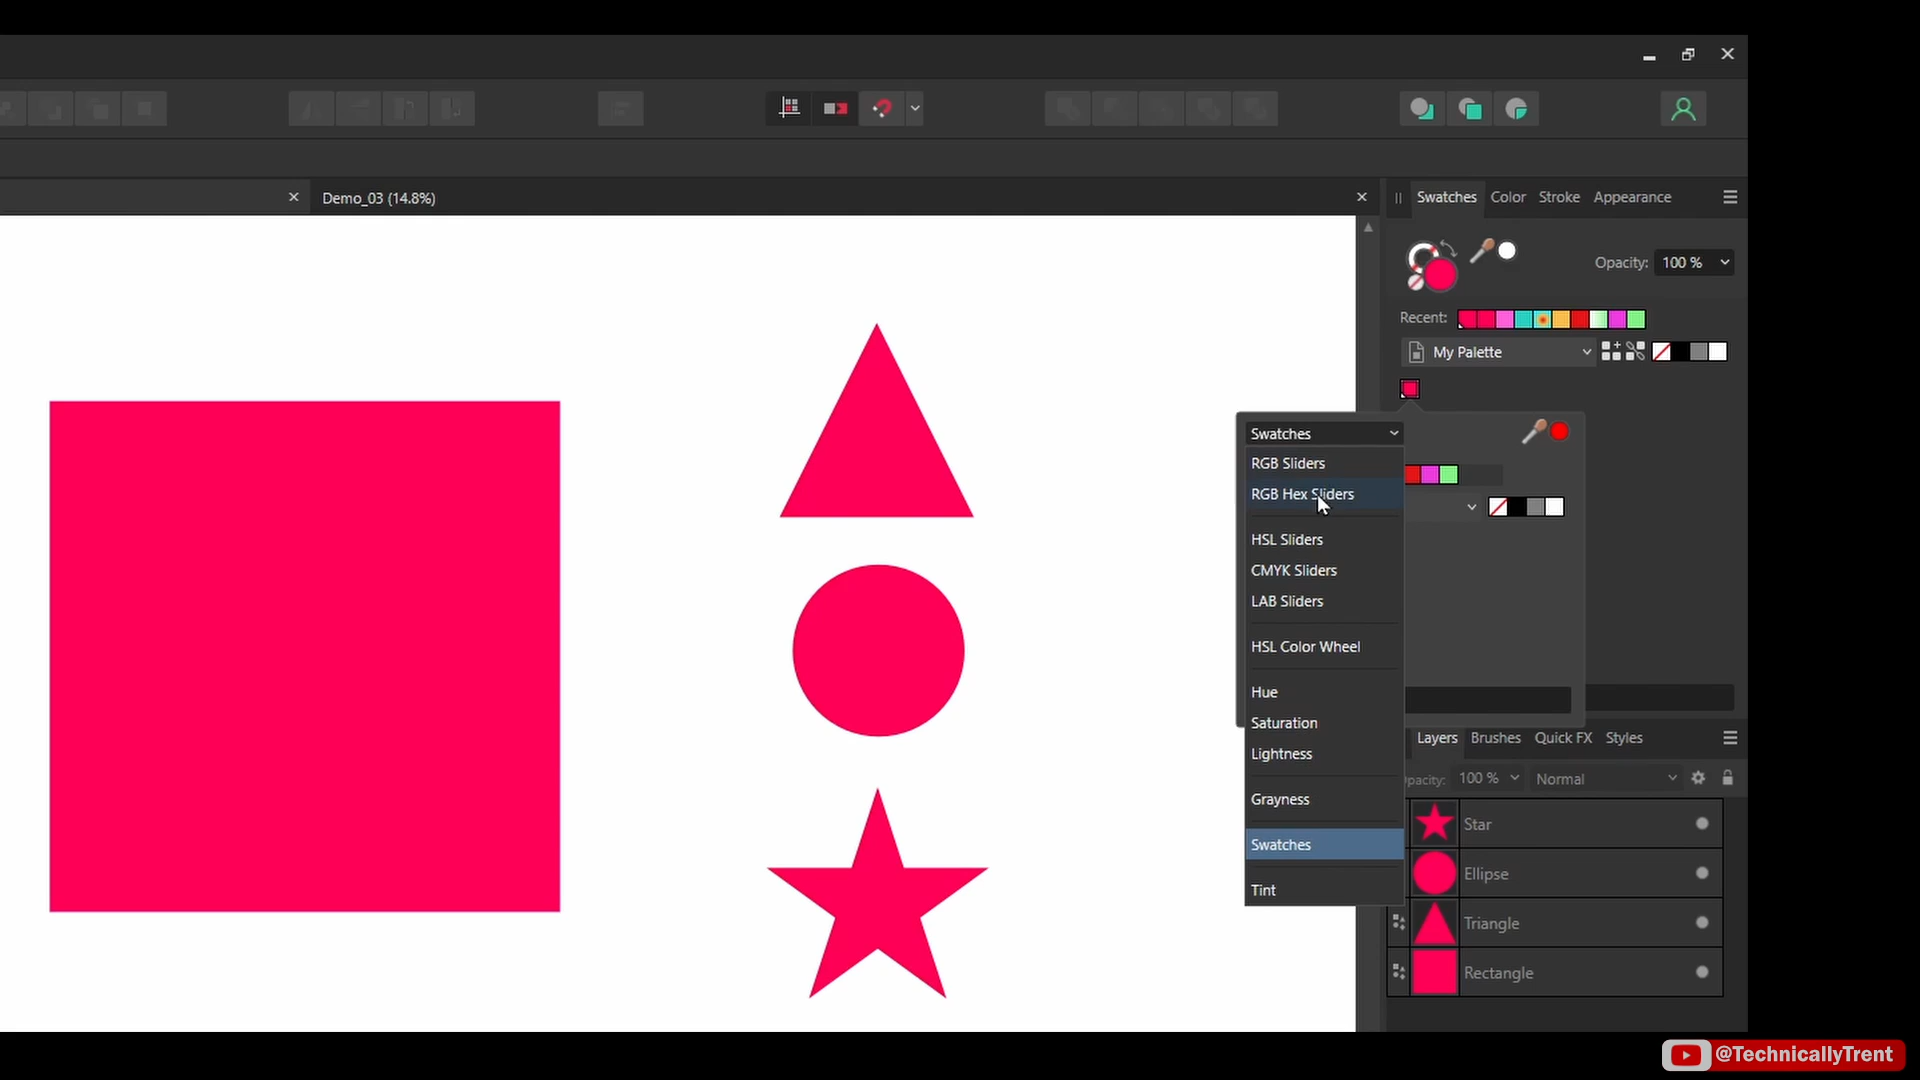 Demo_03 (14.8%)
Swatches Color Stroke Appearance
Opacity: 100 %
Recent:
My Palette
Swatches
RGB Sliders
RGB Hex Sliders
HSL Sliders
CMYK Sliders
LAB Sliders
HSL Color Wheel
Hue
Saturation
Lightness
Grayness
Swatches
Tint
Layers Brushes Quick FX Styles
pacity: 100 % Normal
Star
Ellipse
Triangle
Rectangle
@TechnicallyTrent